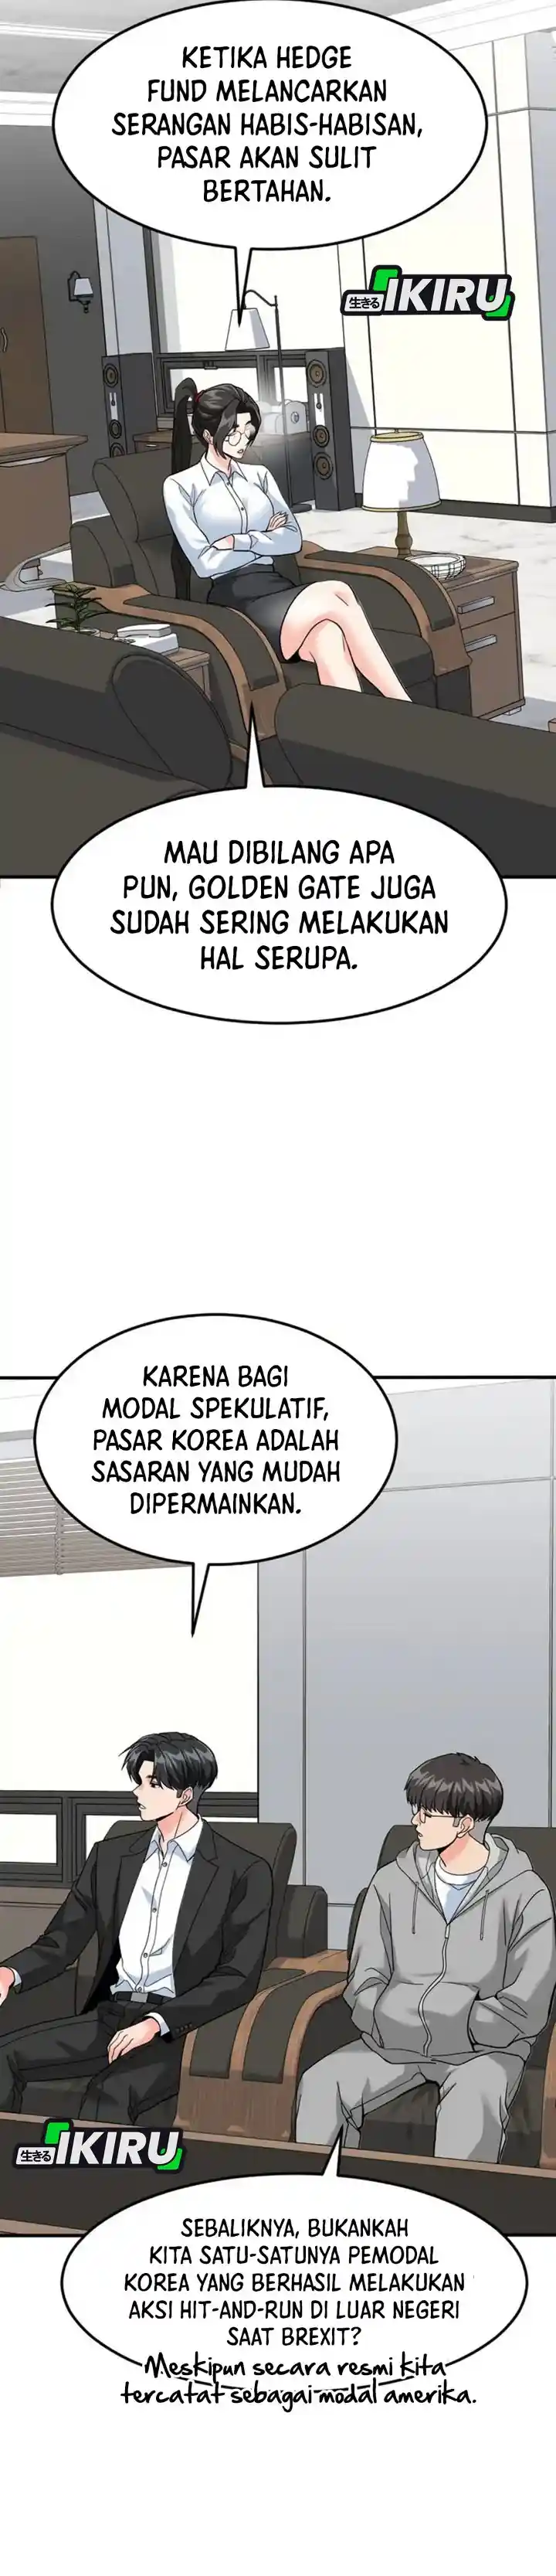 KETIKA HEDGE
FUND MELANCARKAN
SERANGAN HABIS-HABISAN,
PASAR AKAN SULIT
BERTAHAN.
生きる IKIRU
MAU DIBILANG APA
PUN, GOLDEN GATE JUGA
SUDAH SERING MELAKUKAN
HAL SERUPA.
KARENA BAGI
MODAL SPEKULATIF,
PASAR KOREA ADALAH
SASARAN YANG MUDAH
DIPERMAINKAN.
生きる IKIRU
SEBALIKNYA, BUKANKAH
KITA SATU-SATUNYA PEMODAL
KOREA YANG BERHASIL MELAKUKAN
AKSI HIT-AND-RUN DI LUAR NEGERI
SAAT BREXIT?
Meskipun secara resmi kita
tercatat sebagai modal amerika.